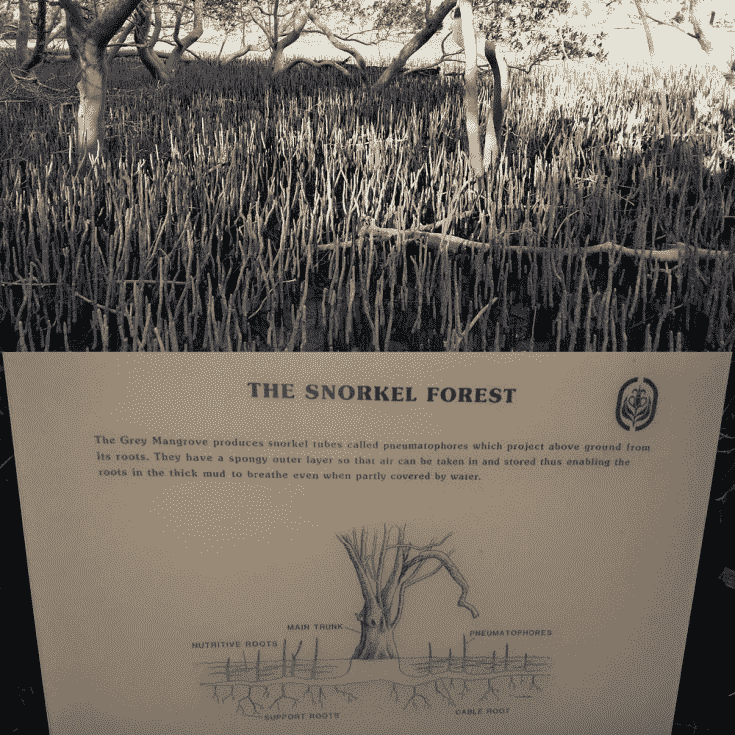 THE SNORKEL FOREST
The Grey Mangrove produces snorkel tubes called pneumatophores which project above ground from
its roots. They have a spongy outer layer so that air can be taken in and stored thus enabling the
roots in the thick mud to breathe even when partly covered by water.
MAIN TRUNK
PNEUMATOPHORES
NUTRITIVE ROOTS
CABLE ROOT
SUPPORT ROOTS